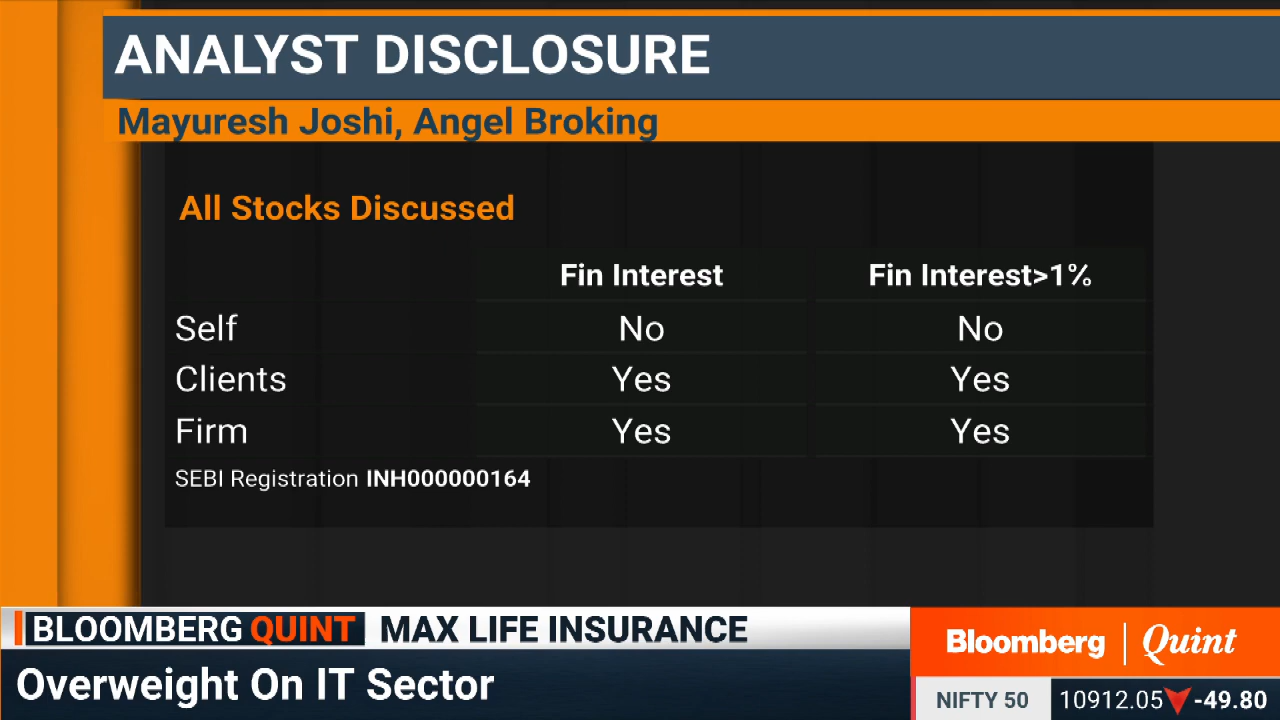 ANALYST DISCLOSURE
Mayuresh Joshi, Angel Broking
All Stocks Discussed
Fin Interest Fin Interest>1%
Self No No
Clients Yes Yes
Firm Yes Yes
SEBI Registration INH000000164
BLOOMBERG QUINT MAX LIFE INSURANCE
Overweight On IT Sector
Bloomberg | Quint
NIFTY 50 10912.05 -49.80